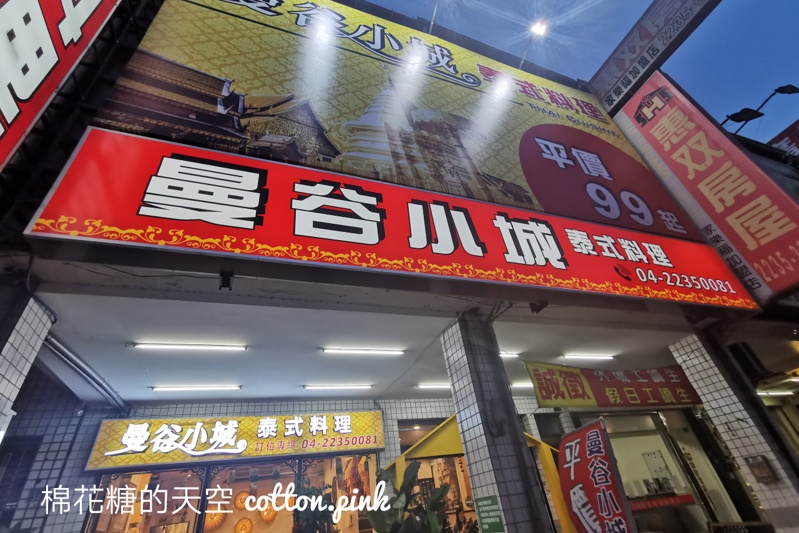 曼谷小城
泰式料理
平價
99起
曼谷小城 泰式料理
04-22350081
惠双房屋
誠徵 假日工讀生
曼谷小城 泰式料理
訂位專線:04-22350081
曼谷小城
平價
棉花糖的天空 cotton.pink